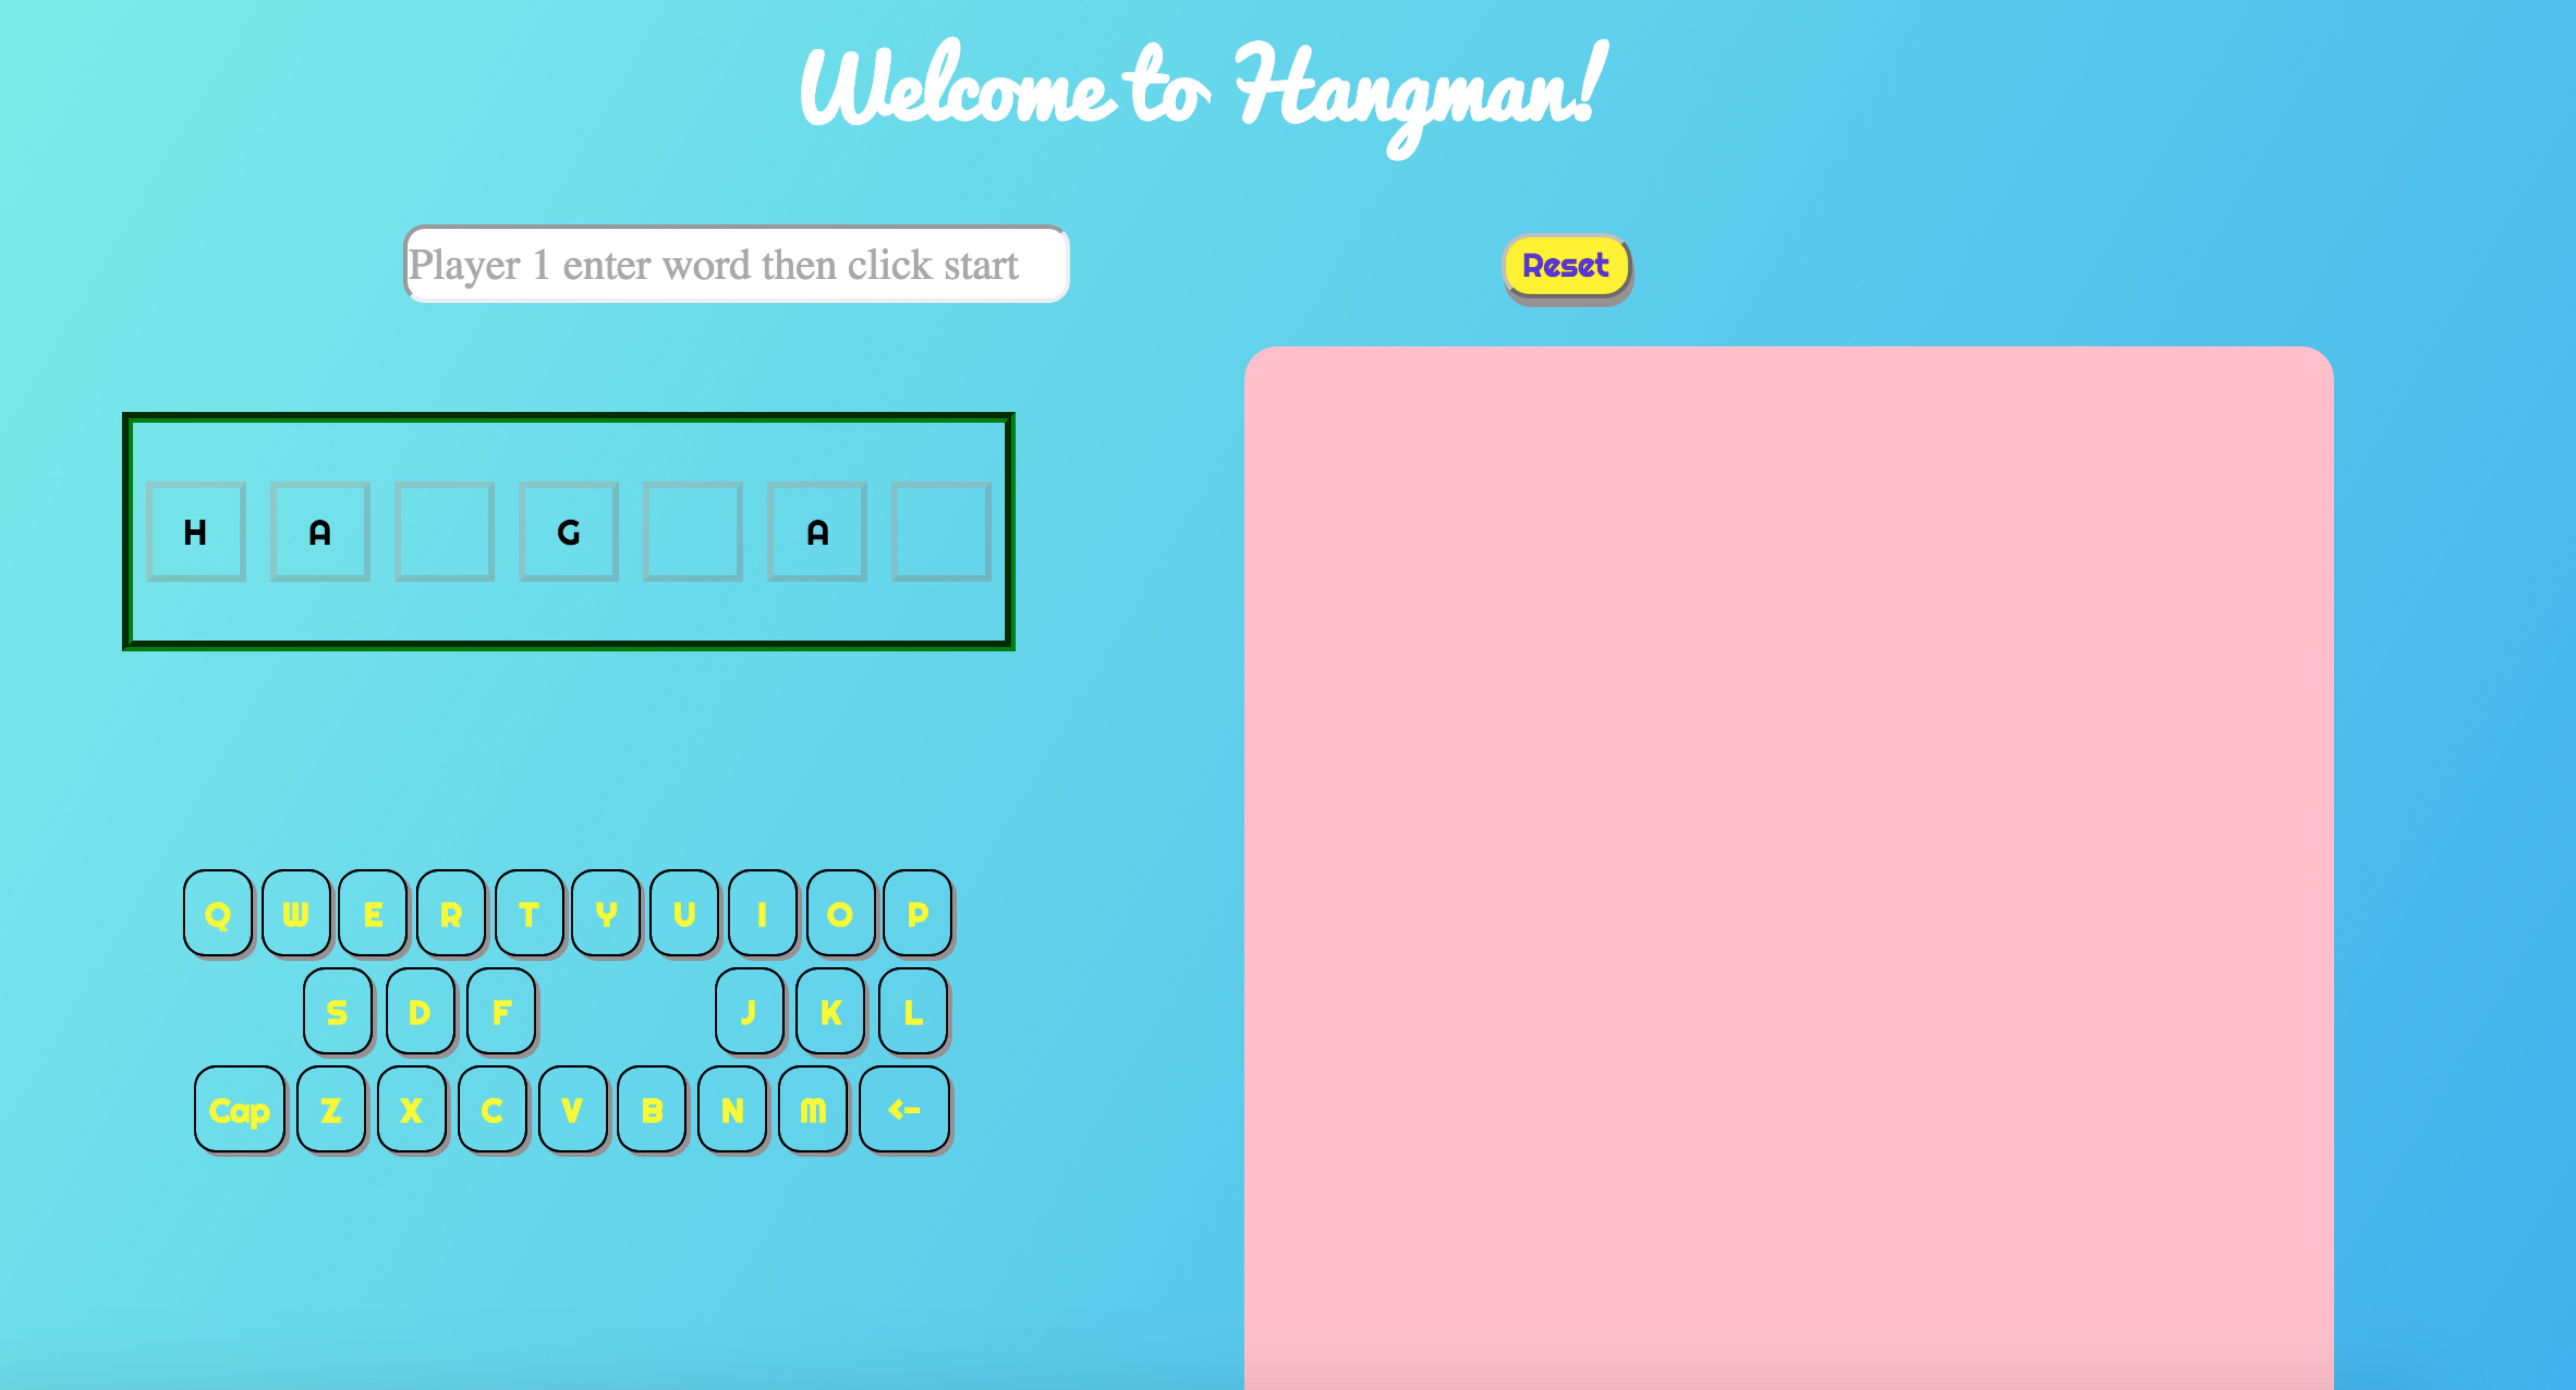 Welcome to Hangman!
Player 1 enter word then click start
Reset
H A G A
Q W E R T Y U I O P
S D F J K L
Cap Z X C V B N M <-